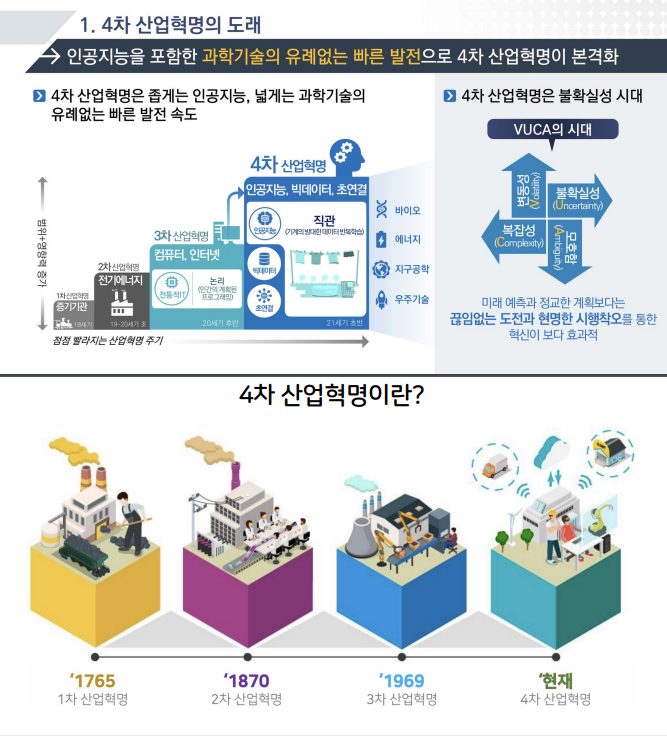 1. 4차 산업혁명의 도래
인공지능을 포함한 과학기술의 유례없는 빠른 발전으로 4차 산업혁명이 본격화
4차 산업혁명은 좁게는 인공지능, 넓게는 과학기술의
유례없는 빠른 발전 속도
범위+영향력 증가
1차 산업혁명
증기기관
18세기
2차 산업혁명
전기에너지
19~20세기 초
3차 산업혁명
컴퓨터, 인터넷
전통적IT
논리
(인간의 계획된
프로그래밍)
20세기 후반
4차 산업혁명
인공지능, 빅데이터, 초연결
인공지능
빅데이터
초연결
직관
(기계의 방대한 데이터 반복학습)
21세기 초반
바이오
에너지
지구공학
우주기술
점점 빨라지는 산업혁명 주기
4차 산업혁명은 불확실성 시대
VUCA의 시대
변동성
(Volatility)
불확실성
(Uncertainty)
복잡성
(Complexity)
모호함
(Ambiguity)
미래 예측과 정교한 계획보다는
끊임없는 도전과 현명한 시행착오를 통한
혁신이 보다 효과적
4차 산업혁명이란?
‘1765
1차 산업혁명
‘1870
2차 산업혁명
‘1969
3차 산업혁명
‘현재
4차 산업혁명